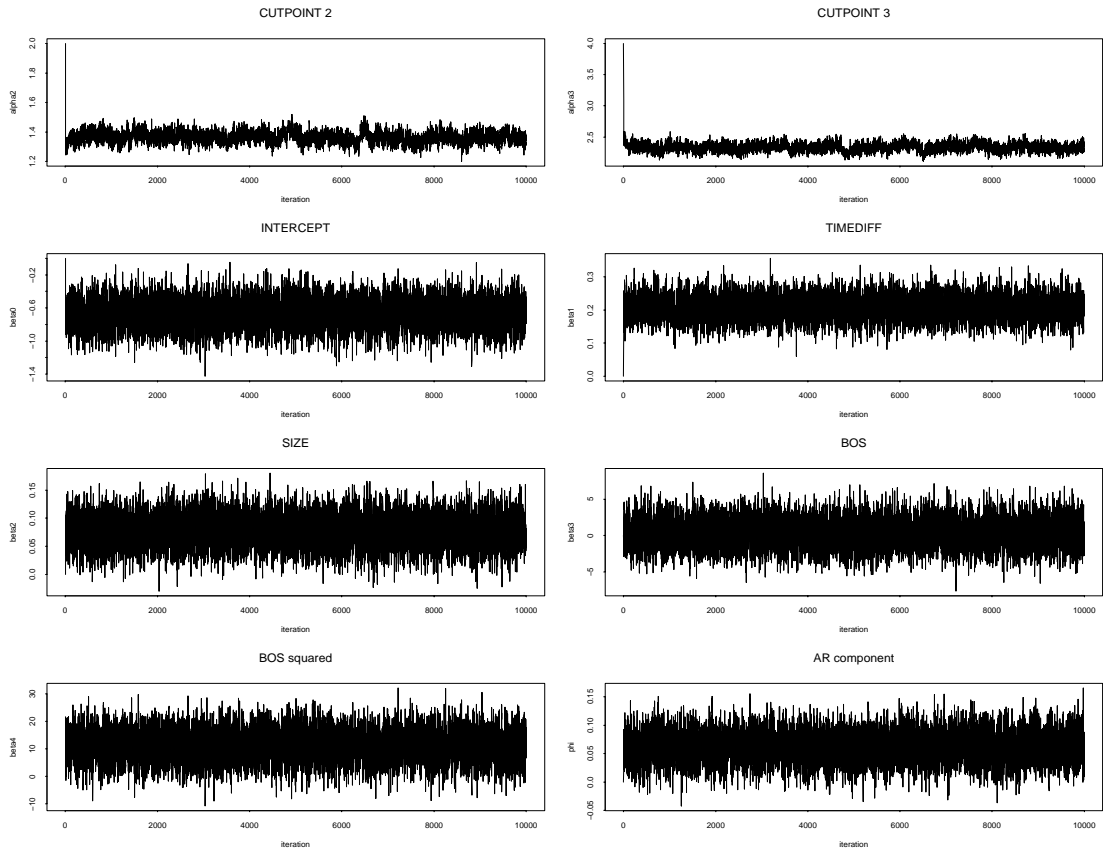 CUTPOINT 2
alpha2
1.2 1.4 1.6 1.8 2.0
0 2000 4000 6000 8000 10000
iteration
CUTPOINT 3
alpha3
2.5 3.0 3.5 4.0
0 2000 4000 6000 8000 10000
iteration
INTERCEPT
beta0
−1.4 −1.0 −0.6 −0.2
0 2000 4000 6000 8000 10000
iteration
TIMEDIFF
beta1
0.0 0.1 0.2 0.3
0 2000 4000 6000 8000 10000
iteration
SIZE
beta2
0.0 0.05 0.10 0.15
0 2000 4000 6000 8000 10000
iteration
BOS
beta3
−5 0 5
0 2000 4000 6000 8000 10000
iteration
BOS squared
beta4
−10 0 10 20 30
0 2000 4000 6000 8000 10000
iteration
AR component
phi
−0.05 0.0 0.05 0.10 0.15
0 2000 4000 6000 8000 10000
iteration